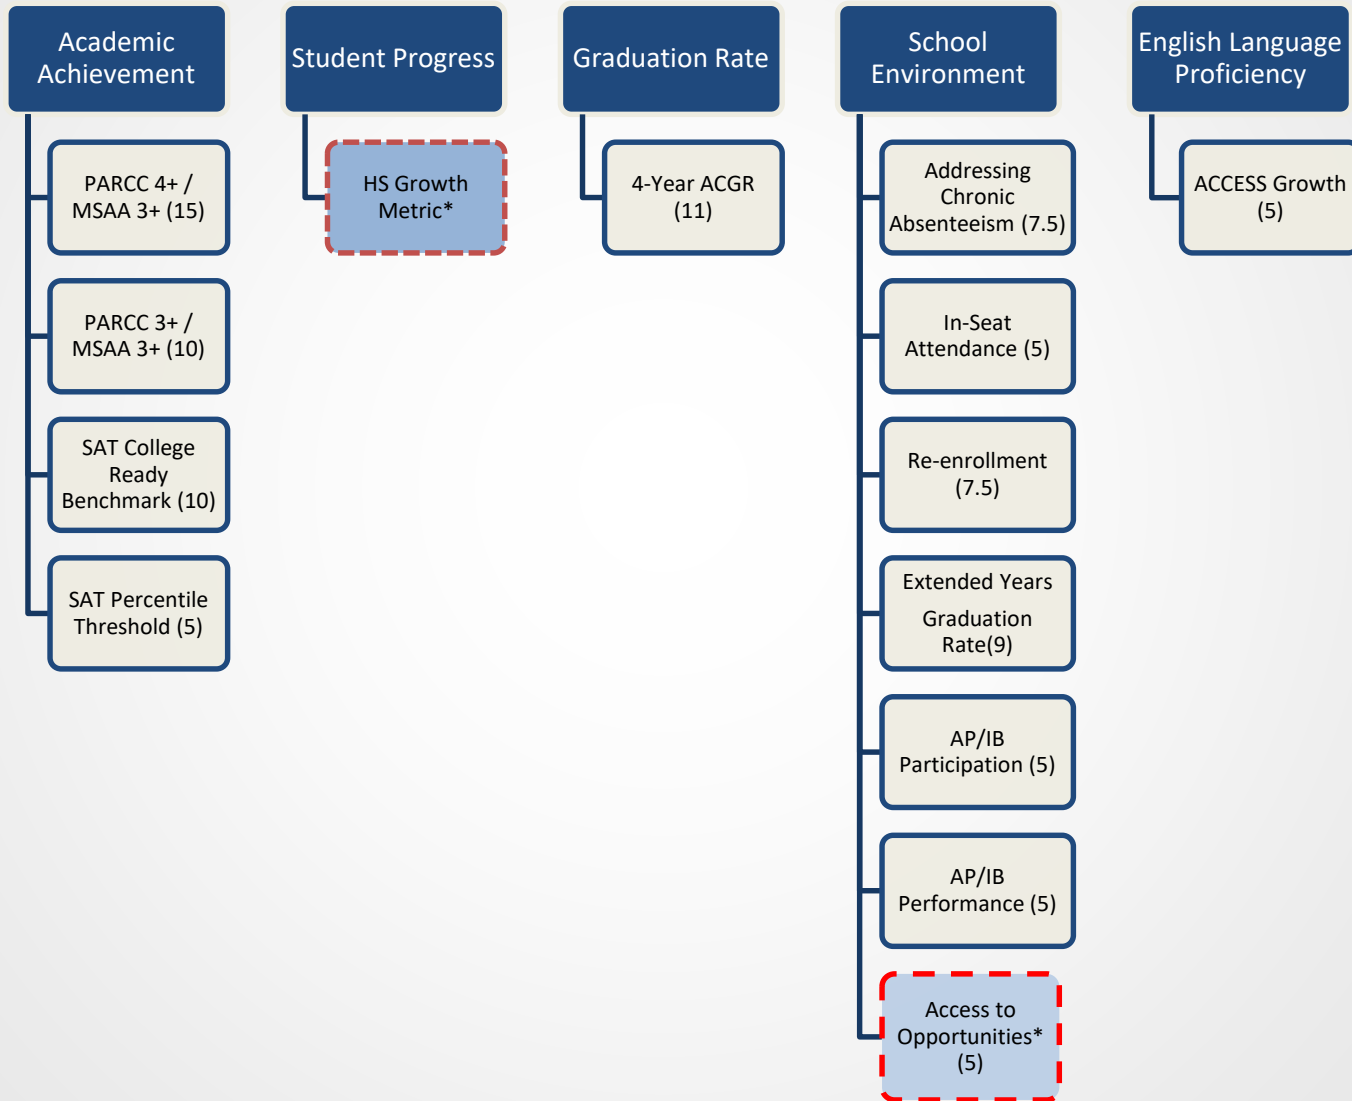 Academic
Achievement
PARCC 4+ /
MSAA 3+ (15)
PARCC 3+ /
MSAA 3+ (10)
SAT College
Ready
Benchmark (10)
SAT Percentile
Threshold (5)
Student Progress
HS Growth
Metric*
Graduation Rate
4-Year ACGR
(11)
School
Environment
Addressing
Chronic
Absenteeism (7.5)
In-Seat
Attendance (5)
Re-enrollment
(7.5)
Extended Years
Graduation
Rate(9)
AP/IB
Participation (5)
AP/IB
Performance (5)
Access to
Opportunities*
(5)
English Language
Proficiency
ACCESS Growth
(5)